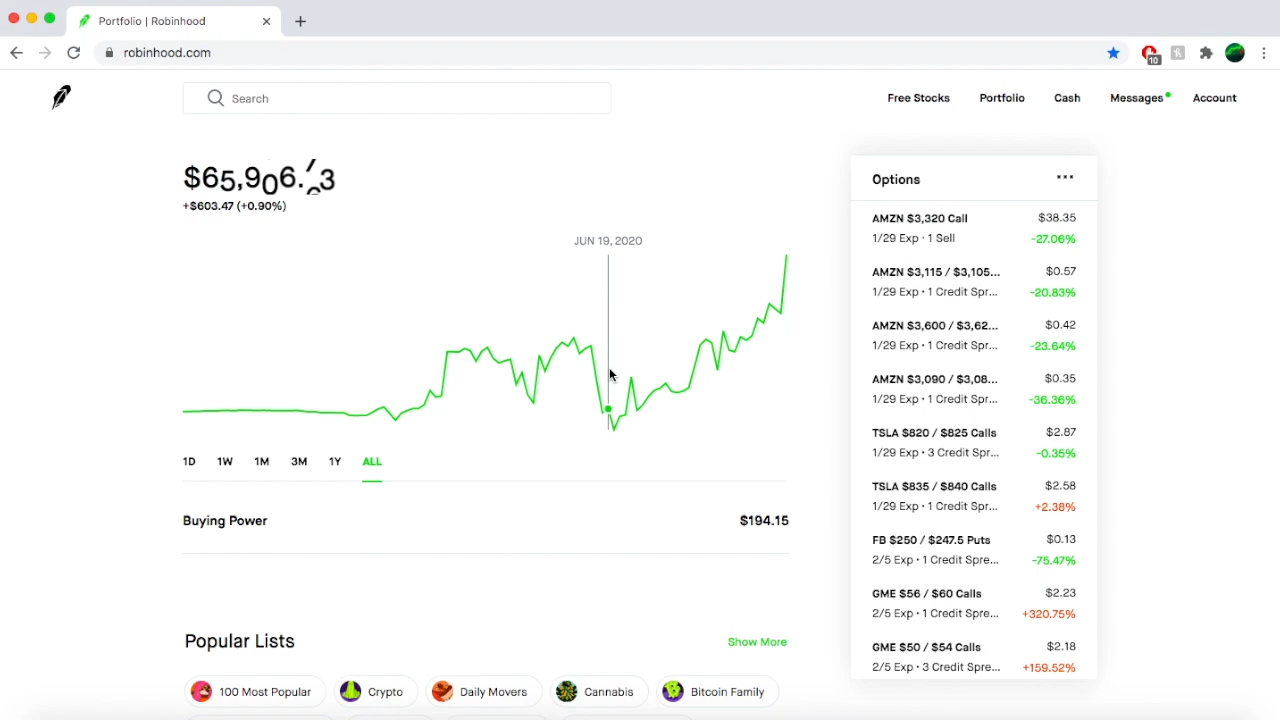 Portfolio | Robinhood
robinhood.com
10
Search
Free Stocks Portfolio Cash Messages Account
+$603.47 (+0.90%)
JUN 19, 2020
1D 1W 1M 3M 1Y ALL
Buying Power $194.15
Popular Lists Show More
100 Most Popular Crypto Daily Movers Cannabis Bitcoin Family
Options
AMZN $3,320 Call $38.35
1/29 Exp · 1 Sell -27.06%
AMZN $3,115 / $3,105... $0.57
1/29 Exp · 1 Credit Spr... -20.83%
AMZN $3,600 / $3,62... $0.42
1/29 Exp · 1 Credit Spr... -23.64%
AMZN $3,090 / $3,08... $0.35
1/29 Exp · 1 Credit Spr... -36.36%
TSLA $820 / $825 Calls $2.87
1/29 Exp · 3 Credit Spr... -0.35%
TSLA $835 / $840 Calls $2.58
1/29 Exp · 1 Credit Spr... +2.38%
FB $250 / $247.5 Puts $0.13
2/5 Exp · 1 Credit Spre... -75.47%
GME $56 / $60 Calls $2.23
2/5 Exp · 1 Credit Spre... +320.75%
GME $50 / $54 Calls $2.18
2/5 Exp · 3 Credit Spre... +159.52%